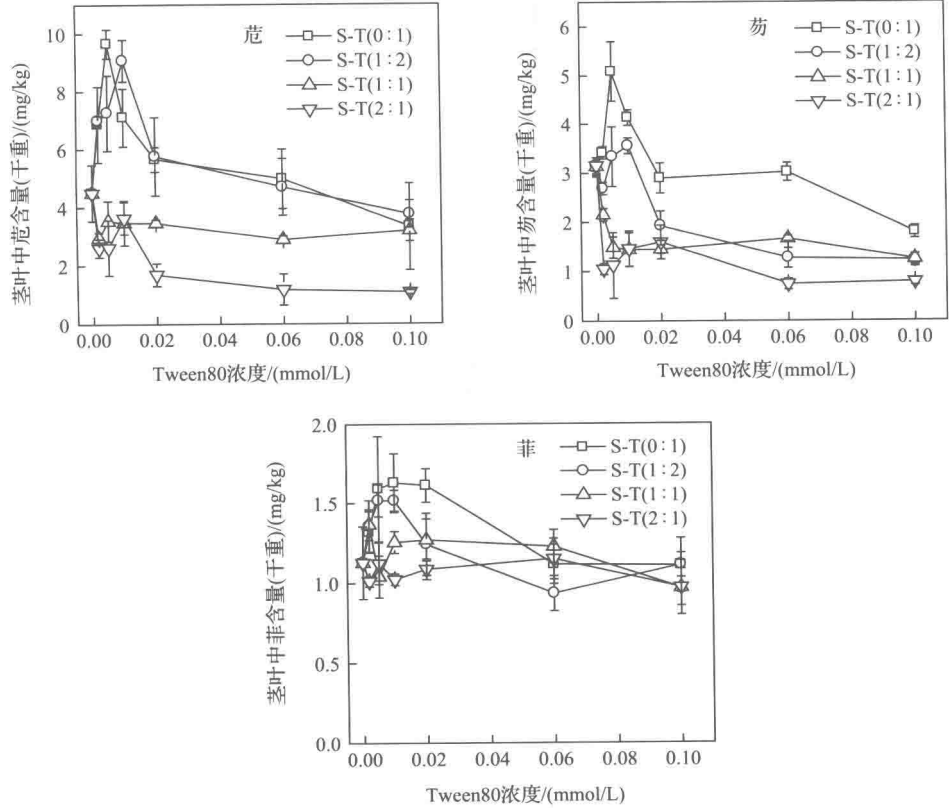 苊
S-T(0∶1)
S-T(1∶2)
S-T(1∶1)
S-T(2∶1)
茎叶中苊含量(干重)/(mg/kg)
10
8
6
4
2
0
0.00 0.02 0.04 0.06 0.08 0.10
Tween80浓度/(mmol/L)
芴
S-T(0∶1)
S-T(1∶2)
S-T(1∶1)
S-T(2∶1)
茎叶中芴含量(干重)/(mg/kg)
6
5
4
3
2
1
0
0.00 0.02 0.04 0.06 0.08 0.10
Tween80浓度/(mmol/L)
菲
S-T(0∶1)
S-T(1∶2)
S-T(1∶1)
S-T(2∶1)
茎叶中菲含量(干重)/(mg/kg)
2.0
1.5
1.0
0.5
0.0
0.00 0.02 0.04 0.06 0.08 0.10
Tween80浓度/(mmol/L)